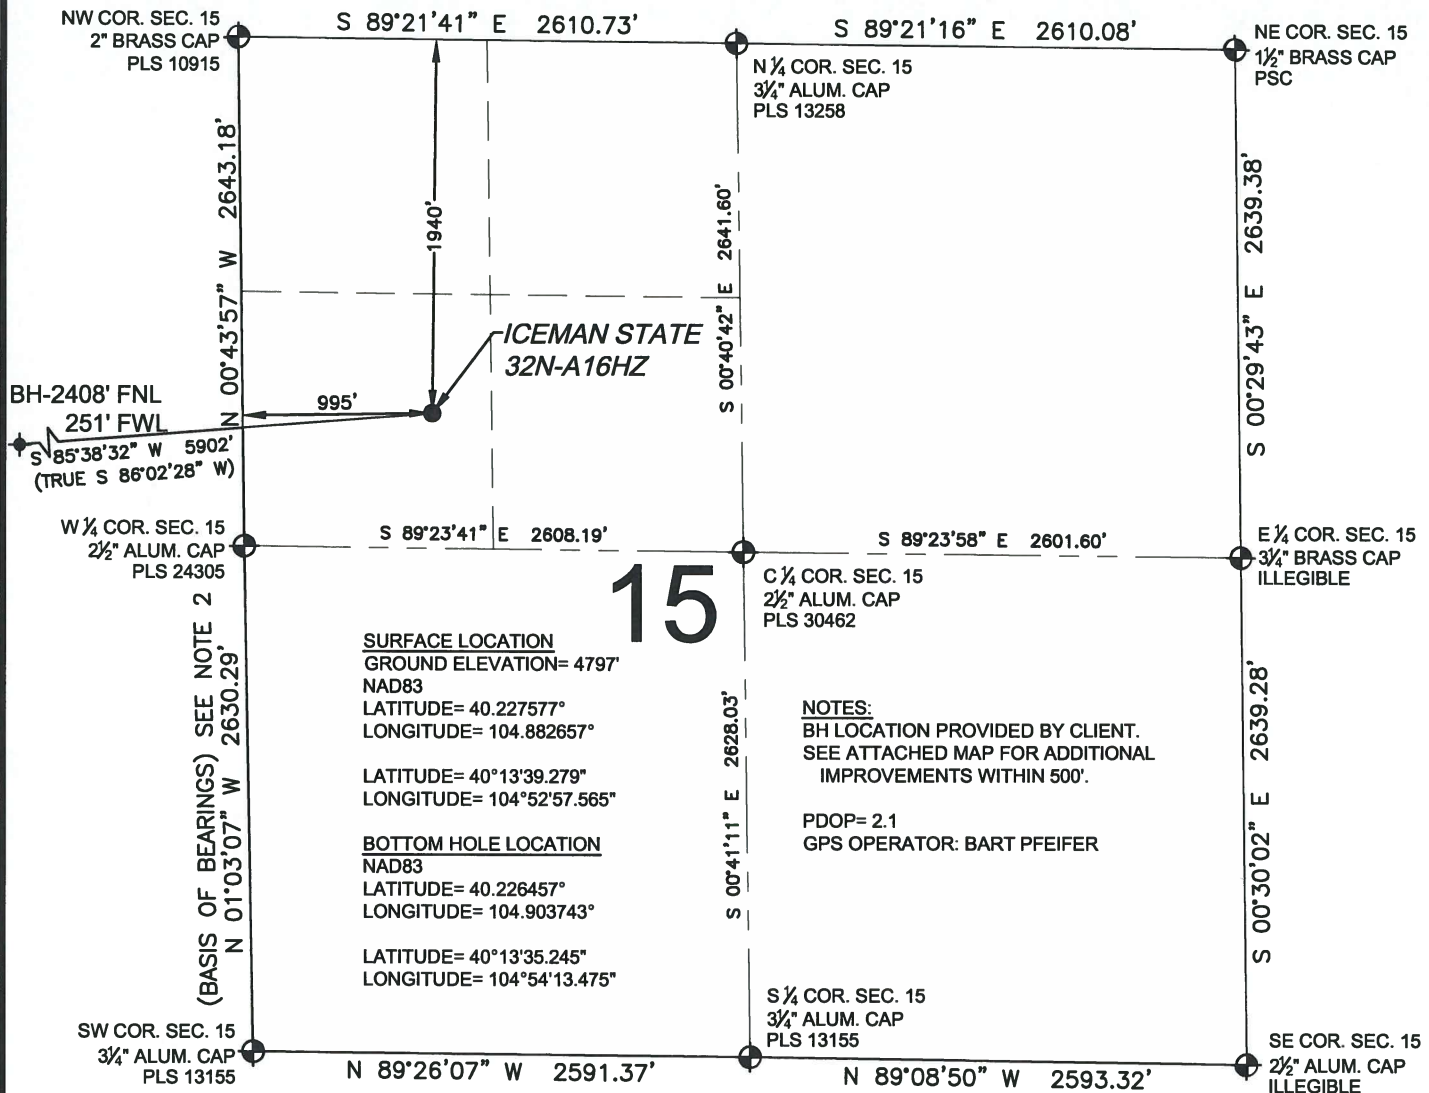 NW COR. SEC. 15
2" BRASS CAP
PLS 10915
S 89°21'41" E 2610.73'
S 89°21'16" E 2610.08'
NE COR. SEC. 15
1½" BRASS CAP
PSC
N ¼ COR. SEC. 15
3¼" ALUM. CAP
PLS 13258
N 00°43'57" W 2643.18'
1940'
S 00°40'42" E 2641.60'
S 00°29'43" E 2639.38'
ICEMAN STATE
32N-A16HZ
995'
BH-2408' FNL
251' FWL
S 85°38'32" W 5902'
(TRUE S 86°02'28" W)
W ¼ COR. SEC. 15
2½" ALUM. CAP
PLS 24305
S 89°23'41" E 2608.19'
S 89°23'58" E 2601.60'
E ¼ COR. SEC. 15
3¼" BRASS CAP
ILLEGIBLE
15
C ¼ COR. SEC. 15
2½" ALUM. CAP
PLS 30462
(BASIS OF BEARINGS) SEE NOTE 2
N 01°03'07" W 2630.29'
SURFACE LOCATION
GROUND ELEVATION= 4797'
NAD83
LATITUDE= 40.227577°
LONGITUDE= 104.882657°
LATITUDE= 40°13'39.279"
LONGITUDE= 104°52'57.565"
BOTTOM HOLE LOCATION
NAD83
LATITUDE= 40.226457°
LONGITUDE= 104.903743°
LATITUDE= 40°13'35.245"
LONGITUDE= 104°54'13.475"
S 00°41'11" E 2628.03'
NOTES:
BH LOCATION PROVIDED BY CLIENT.
SEE ATTACHED MAP FOR ADDITIONAL
IMPROVEMENTS WITHIN 500'.
PDOP= 2.1
GPS OPERATOR: BART PFEIFER
S 00°30'02" E 2639.28'
SW COR. SEC. 15
3¼" ALUM. CAP
PLS 13155
N 89°26'07" W 2591.37'
S ¼ COR. SEC. 15
3¼" ALUM. CAP
PLS 13155
N 89°08'50" W 2593.32'
SE COR. SEC. 15
2½" ALUM. CAP
ILLEGIBLE